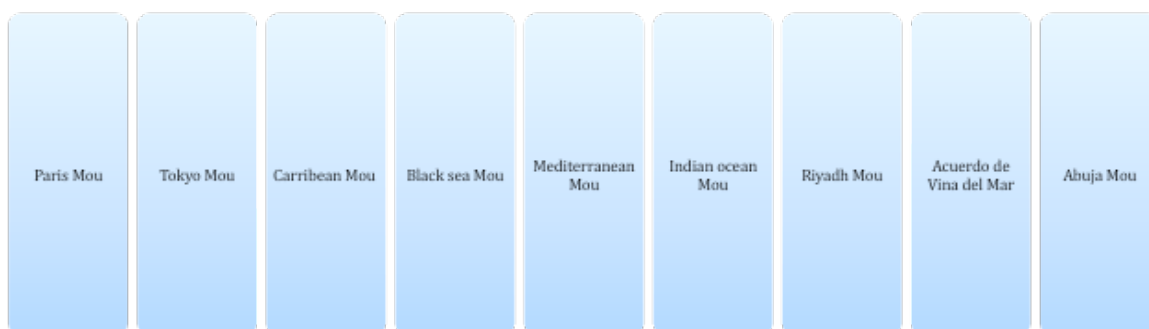 Paris Mou
Tokyo Mou
Carribean Mou
Black sea Mou
Mediterranean
Mou
Indian ocean
Mou
Riyadh Mou
Acuerdo de
Vina del Mar
Abuja Mou